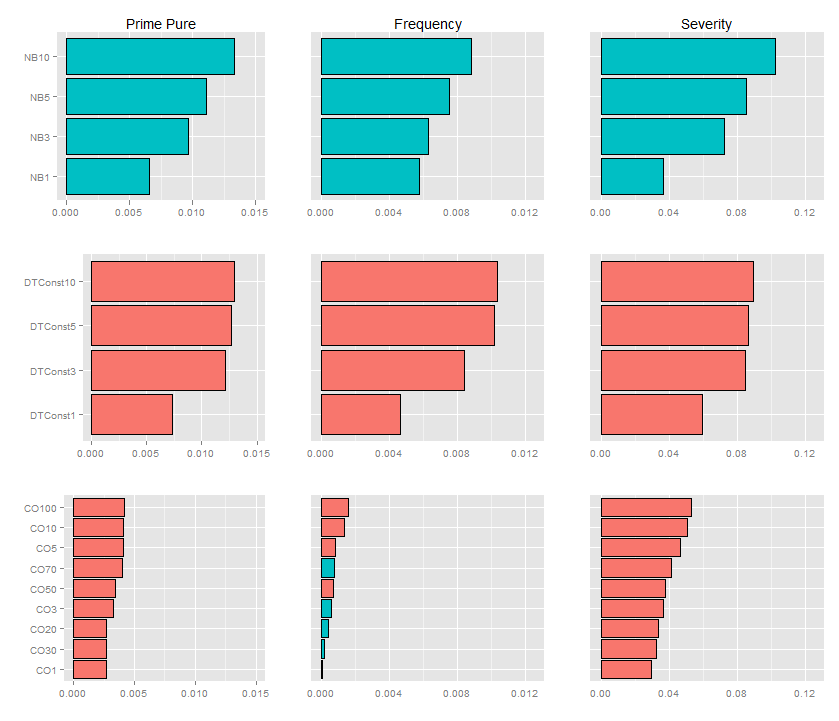 Prime Pure Frequency Severity
NB10
NB5
NB3
NB1
0.000 0.005 0.010 0.015 0.000 0.004 0.008 0.012 0.00 0.04 0.08 0.12
DTConst10
DTConst5
DTConst3
DTConst1
0.000 0.005 0.010 0.015 0.000 0.004 0.008 0.012 0.00 0.04 0.08 0.12
CO100
CO10
CO5
CO70
CO50
CO3
CO20
CO30
CO1
0.000 0.005 0.010 0.015 0.000 0.004 0.008 0.012 0.00 0.04 0.08 0.12